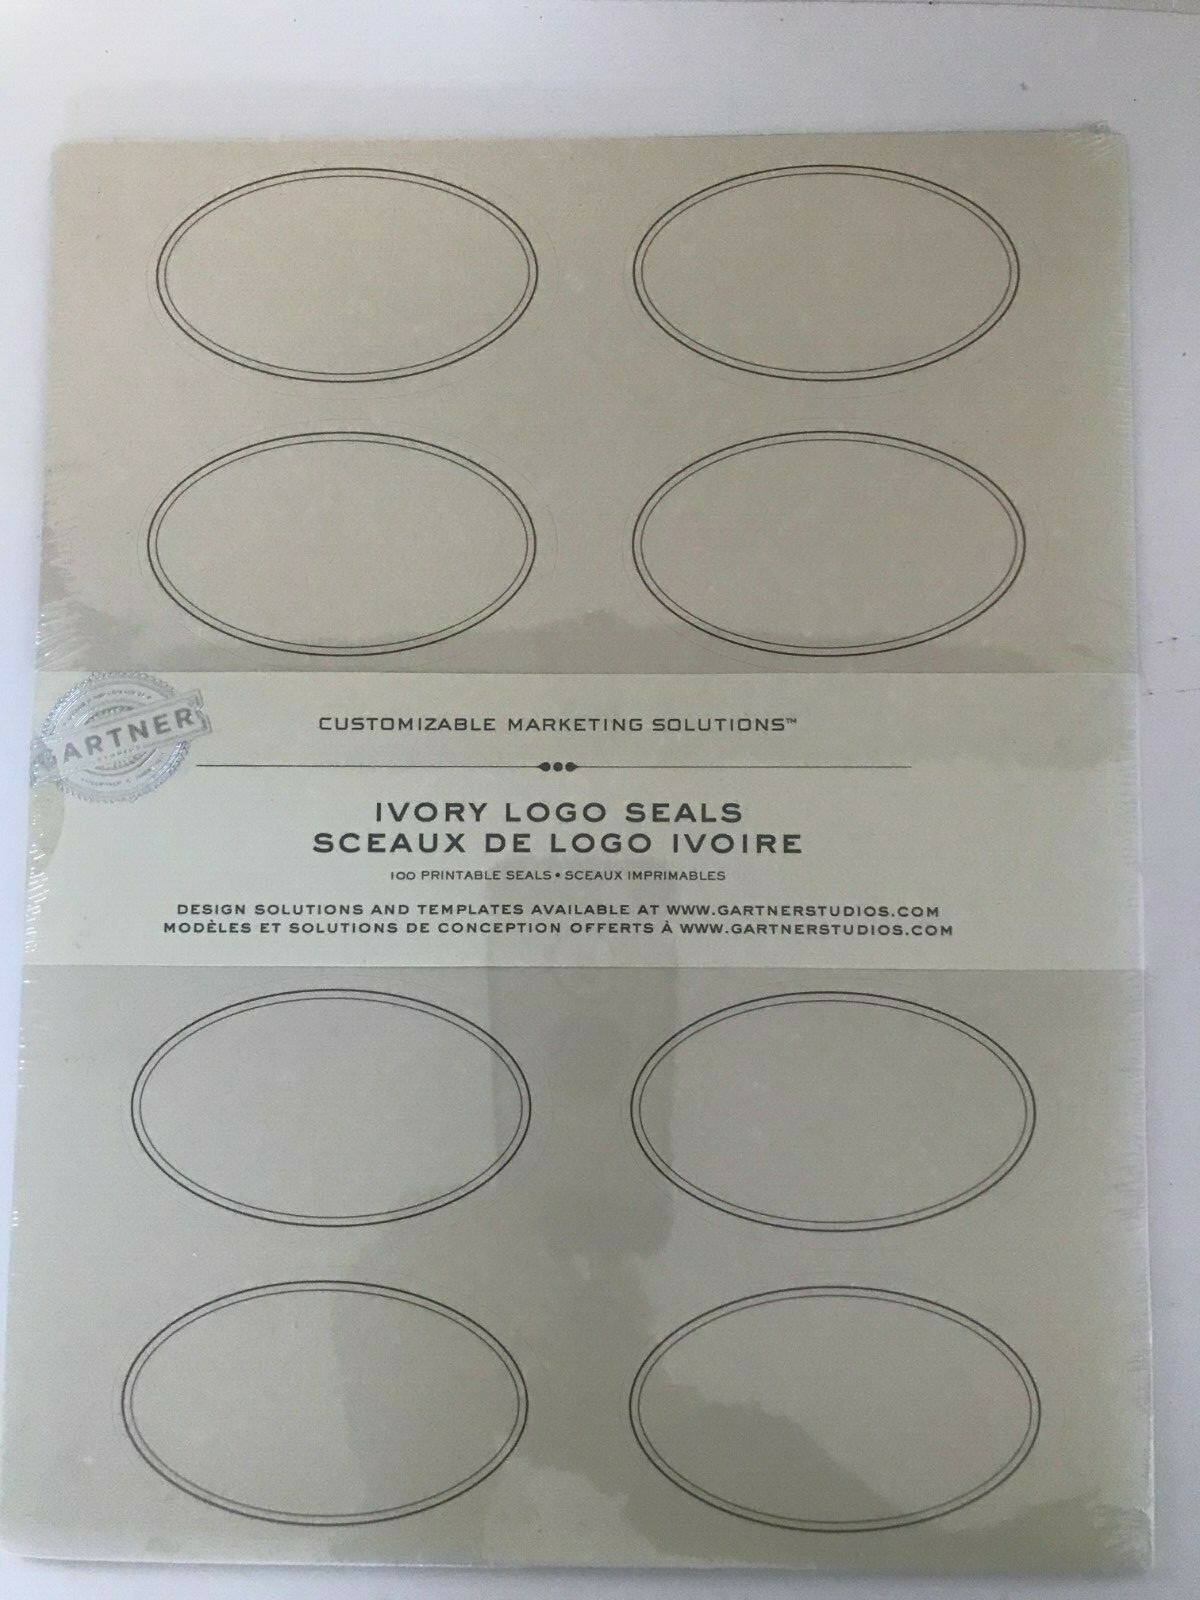 ARTNER
CUSTOMIZABLE MARKETING SOLUTIONS™
IVORY LOGO SEALS
SCEAUX DE LOGO IVOIRE
100 PRINTABLE SEALS • SCEAUX IMPRIMABLES
DESIGN SOLUTIONS AND TEMPLATES AVAILABLE AT WWW.GARTNERSTUDIOS.COM
MODÈLES ET SOLUTIONS DE CONCEPTION OFFERTS À WWW.GARTNERSTUDIOS.COM